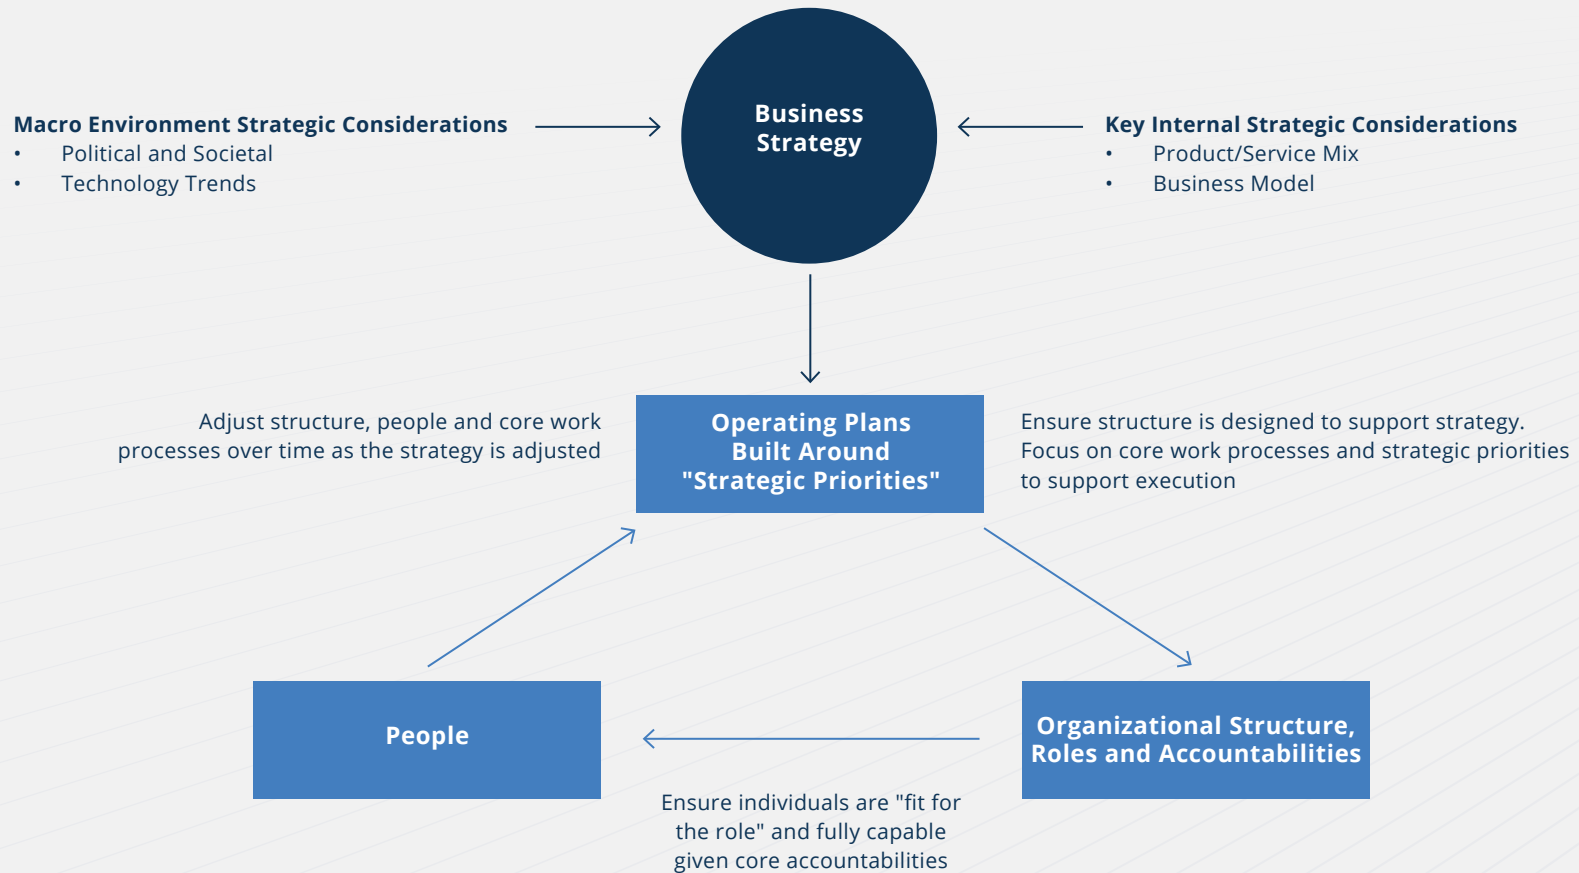 Business
Strategy
Macro Environment Strategic Considerations
• Political and Societal
• Technology Trends
Key Internal Strategic Considerations
• Product/Service Mix
• Business Model
Adjust structure, people and core work
processes over time as the strategy is adjusted
Operating Plans
Built Around
"Strategic Priorities"
Ensure structure is designed to support strategy.
Focus on core work processes and strategic priorities
to support execution
People
Organizational Structure,
Roles and Accountabilities
Ensure individuals are "fit for
the role" and fully capable
given core accountabilities